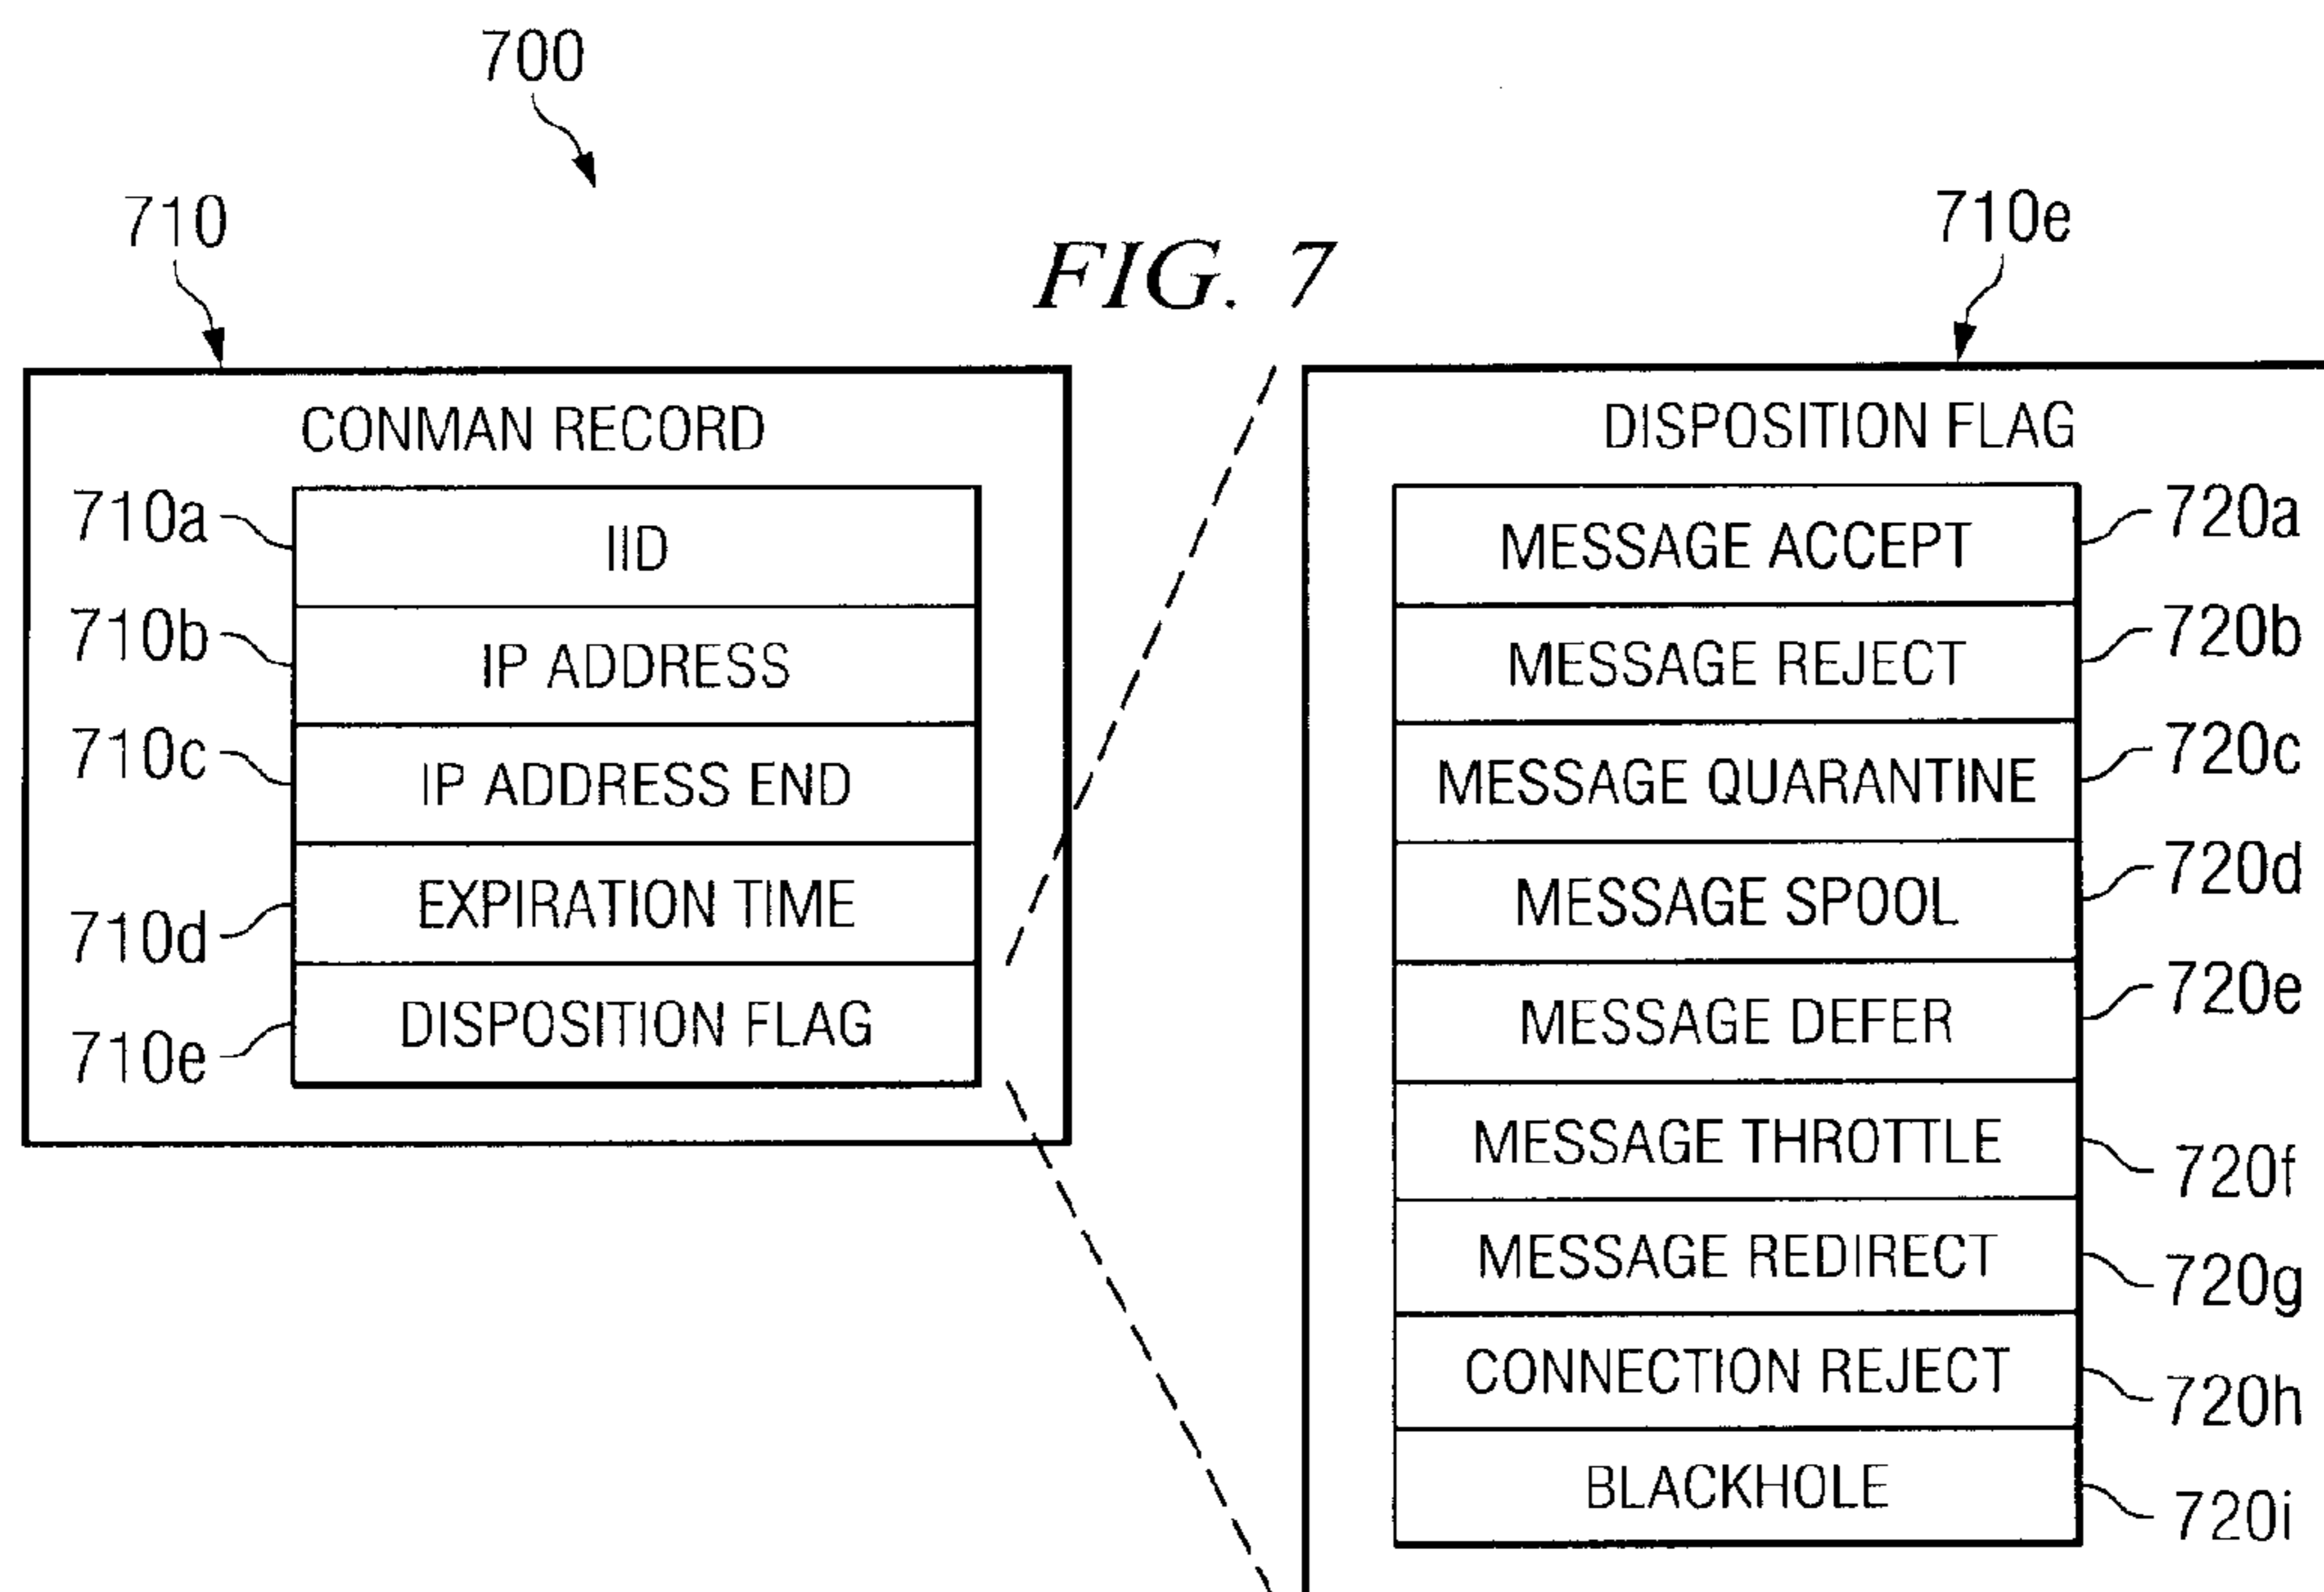 700
710
FIG. 7
710e
CONMAN RECORD
710a
IID
710b
IP ADDRESS
710c
IP ADDRESS END
710d
EXPIRATION TIME
710e
DISPOSITION FLAG
DISPOSITION FLAG
MESSAGE ACCEPT
720a
MESSAGE REJECT
720b
MESSAGE QUARANTINE
720c
MESSAGE SPOOL
720d
MESSAGE DEFER
720e
MESSAGE THROTTLE
720f
MESSAGE REDIRECT
720g
CONNECTION REJECT
720h
BLACKHOLE
720i